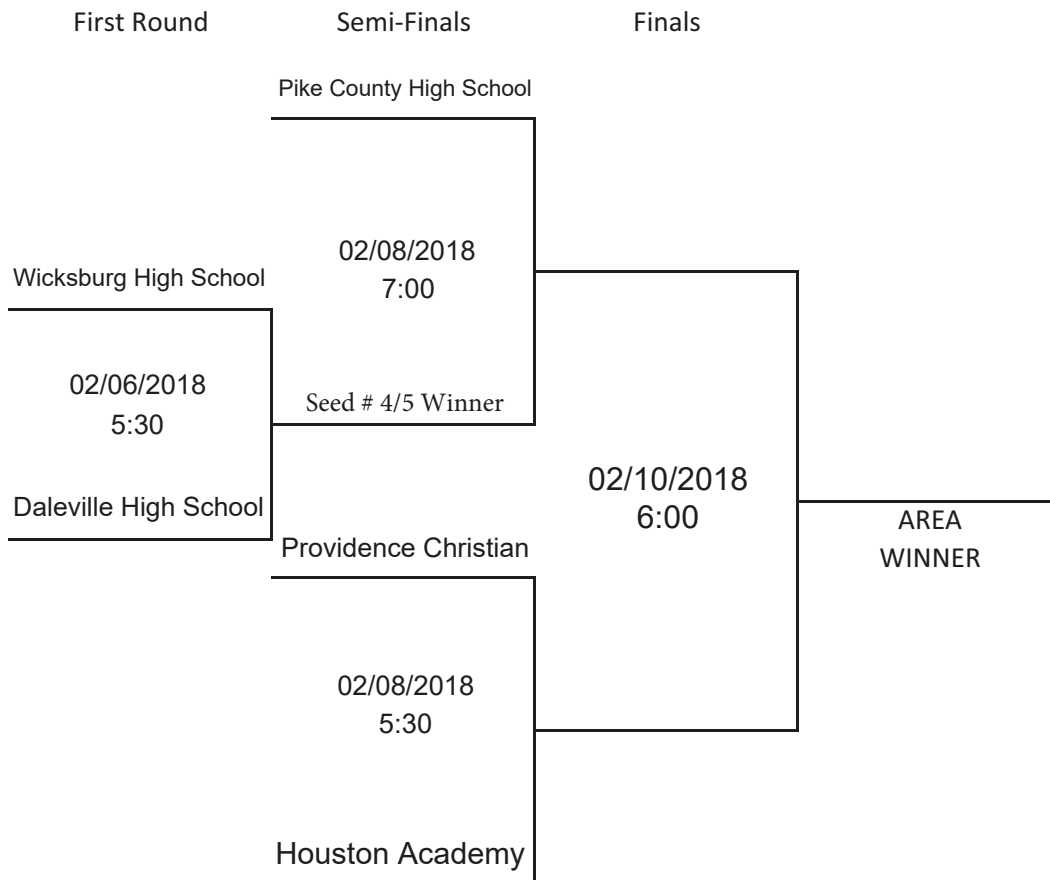 First Round
Semi-Finals
Finals
Pike County High School
02/08/2018
7:00
Wicksburg High School
02/06/2018
5:30
Seed # 4/5 Winner
Daleville High School
02/10/2018
6:00
AREA
WINNER
Providence Christian
02/08/2018
5:30
Houston Academy